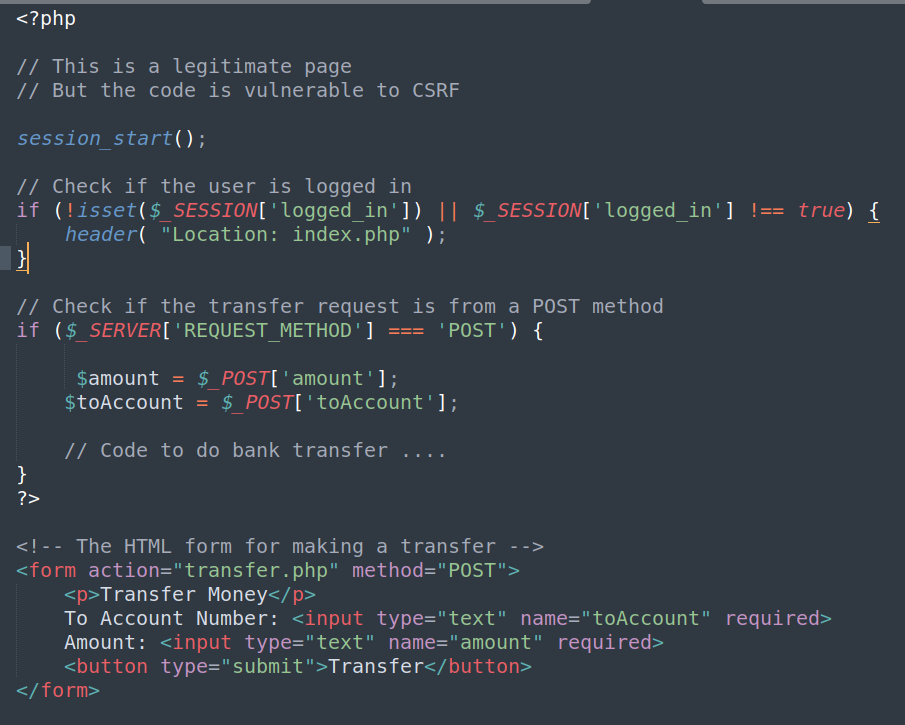 <?php
// This is a legitimate page
// But the code is vulnerable to CSRF
session_start();
// Check if the user is logged in
if (!isset($_SESSION['logged_in']) || $_SESSION['logged_in'] !== true) {
    header( "Location: index.php" );
}
// Check if the transfer request is from a POST method
if ($_SERVER['REQUEST_METHOD'] === 'POST') {
     $amount = $_POST['amount'];
    $toAccount = $_POST['toAccount'];
    // Code to do bank transfer ....
}
?>
<!-- The HTML form for making a transfer -->
<form action="transfer.php" method="POST">
    <p>Transfer Money</p>
    To Account Number: <input type="text" name="toAccount" required>
    Amount: <input type="text" name="amount" required>
    <button type="submit">Transfer</button>
</form>